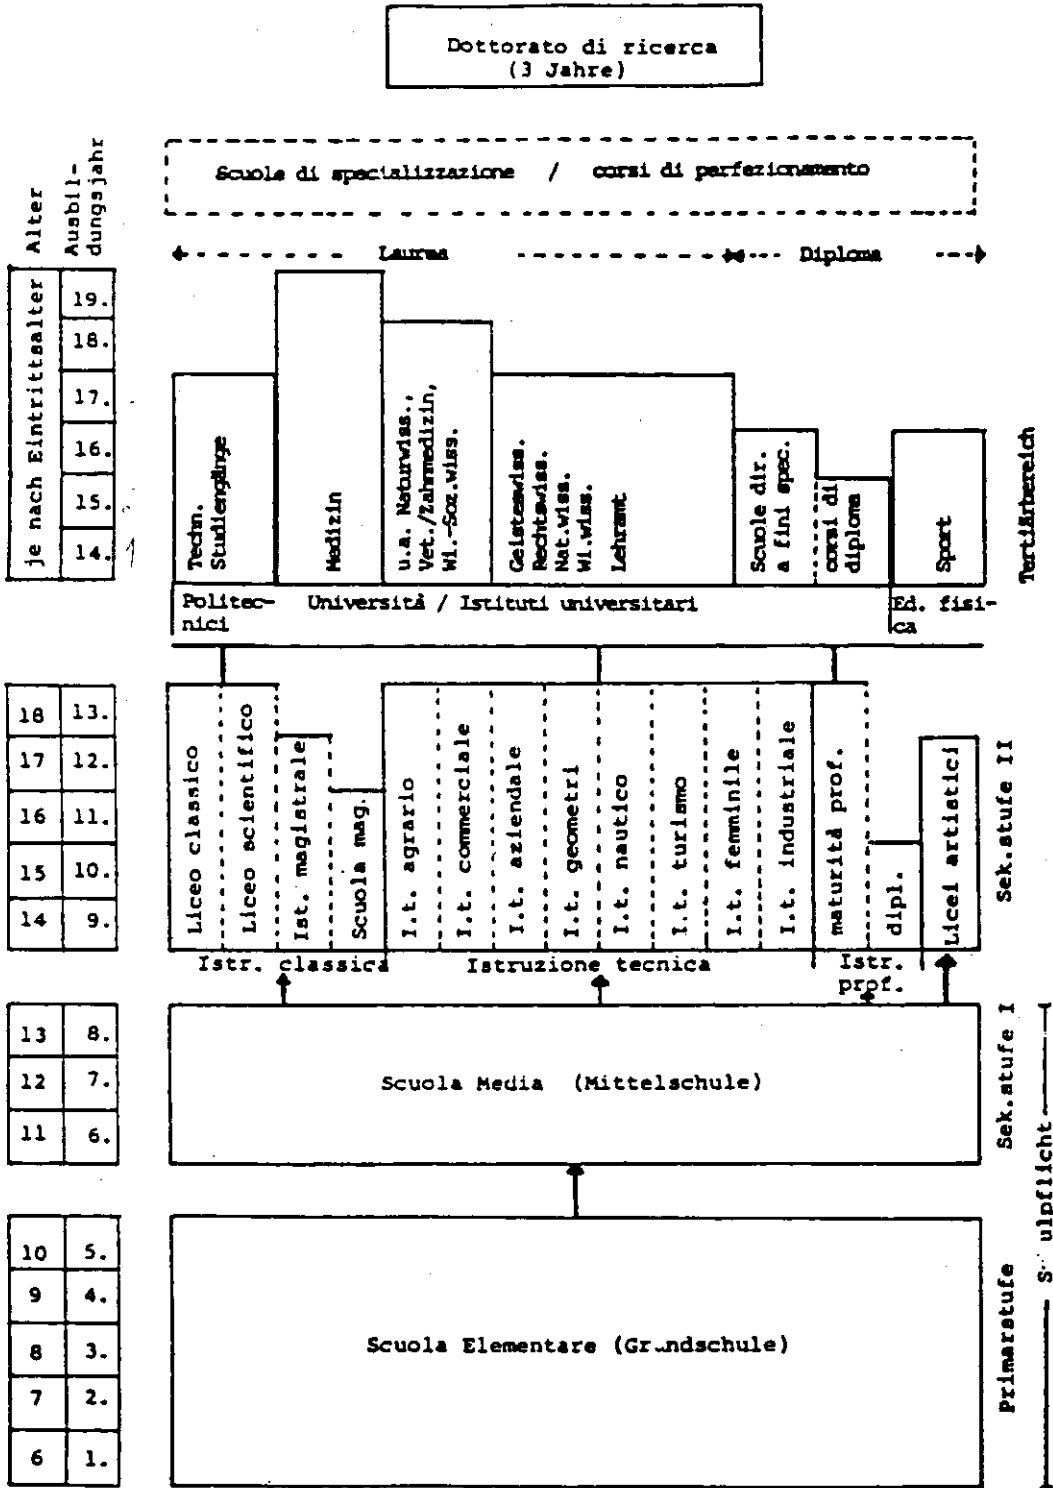 Dottorato di ricerca
(3 Jahre)
Alter
Ausbil-
dungsjahr
Scuole di specializzazione / corsi di perfezionamento
Laurea
Diploma
je nach Eintrittsalter
19.
18.
17.
16.
15.
14.
Techn.
Studiengänge
Medizin
u.a. Naturwiss.,
Vet./Zahnmedizin,
Wi.-Soz.wiss.
Geisteswiss.
Rechtswiss.
Nat.wiss.
Wi.wiss.
Lehramt
Scuole dir.
a fini spec.
corsi di
diploma
Sport
Tertiärbereich
Politec-
nici
Università / Istituti universitari
Ed. fisi-
ca
18 13.
17 12.
16 11.
15 10.
14 9.
Liceo classico
Liceo scientifico
Ist. magistrale
Scuola mag.
I.t. agrario
I.t. commerciale
I.t. aziendale
I.t. geometri
I.t. nautico
I.t. turismo
I.t. femminile
I.t. industriale
maturità prof.
dipl.
Licei artistici
Sek.stufe II
Istr. classica
Istruzione tecnica
Istr.
prof.
13 8.
12 7.
11 6.
Scuola Media (Mittelschule)
Sek.stufe I
10 5.
9 4.
8 3.
7 2.
6 1.
Scuola Elementare (Gr.ndschule)
Primarstufe
S ulpflicht